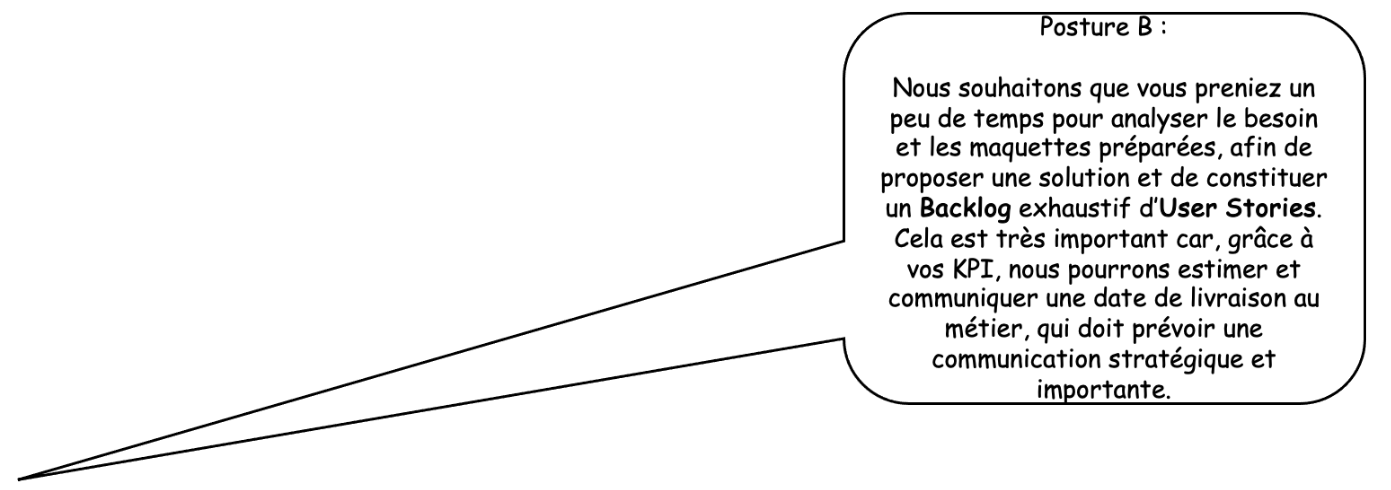 Posture B :
Nous souhaitons que vous preniez un
peu de temps pour analyser le besoin
et les maquettes préparées, afin de
proposer une solution et de constituer
un Backlog exhaustif d’User Stories.
Cela est très important car, grâce à
vos KPI, nous pourrons estimer et
communiquer une date de livraison au
métier, qui doit prévoir une
communication stratégique et
importante.